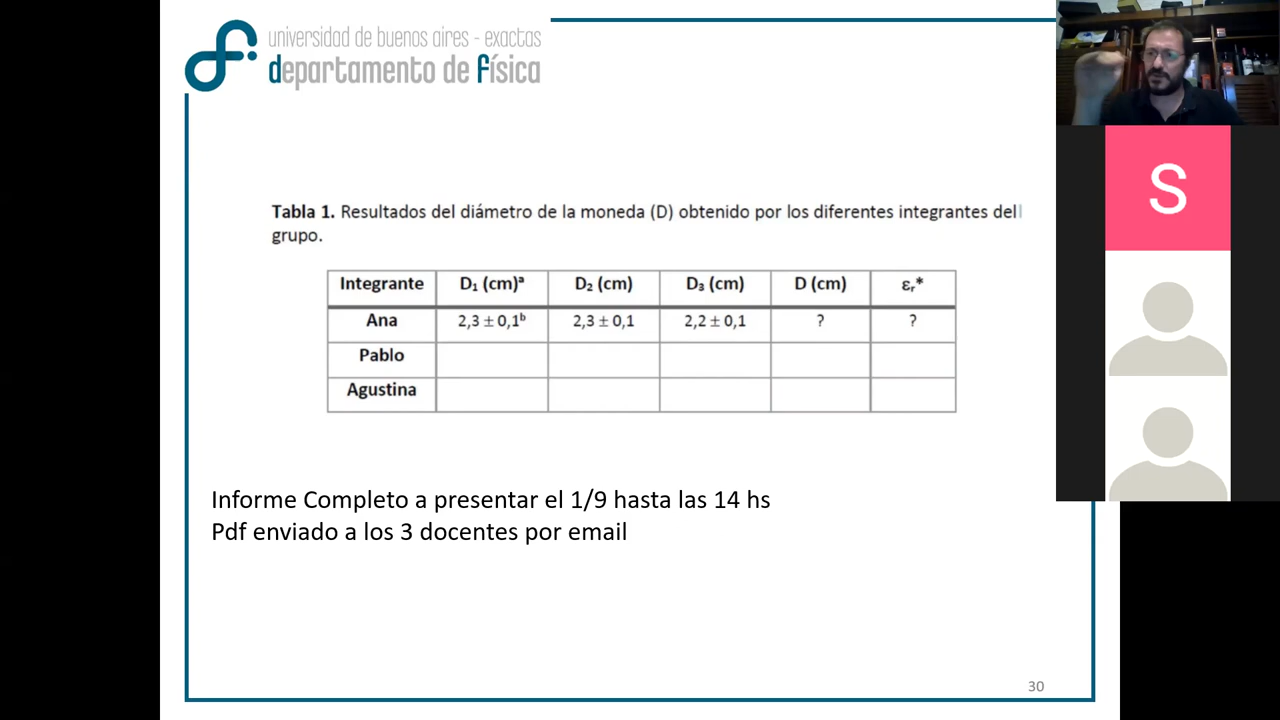 universidad de buenos aires - exactas
departamento de física
Tabla 1. Resultados del diámetro de la moneda (D) obtenido por los diferentes integrantes del
grupo.
Integrante D₁ (cm)ᵃ D₂ (cm) D₃ (cm) D (cm) εᵣ*
Ana 2,3 ± 0,1ᵇ 2,3 ± 0,1 2,2 ± 0,1 ? ?
Pablo
Agustina
Informe Completo a presentar el 1/9 hasta las 14 hs
Pdf enviado a los 3 docentes por email
30
S